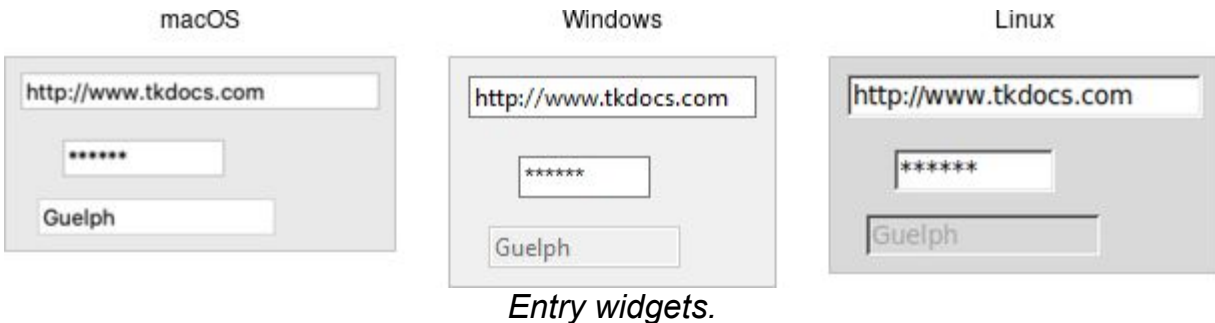 macOS
http://www.tkdocs.com
******
Guelph
Windows
http://www.tkdocs.com
******
Guelph
Linux
http://www.tkdocs.com
******
Guelph
Entry widgets.